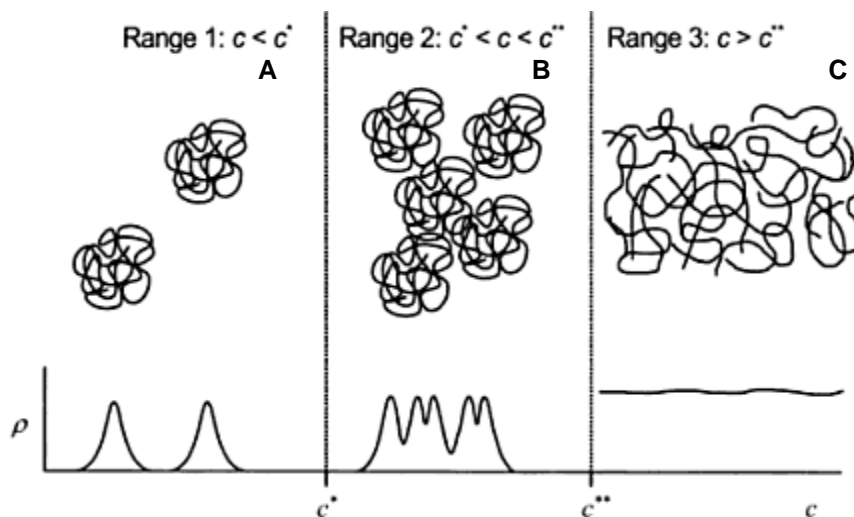 Range 1: c < c* Range 2: c* < c < c** Range 3: c > c**
A B C
ρ
c* c** c